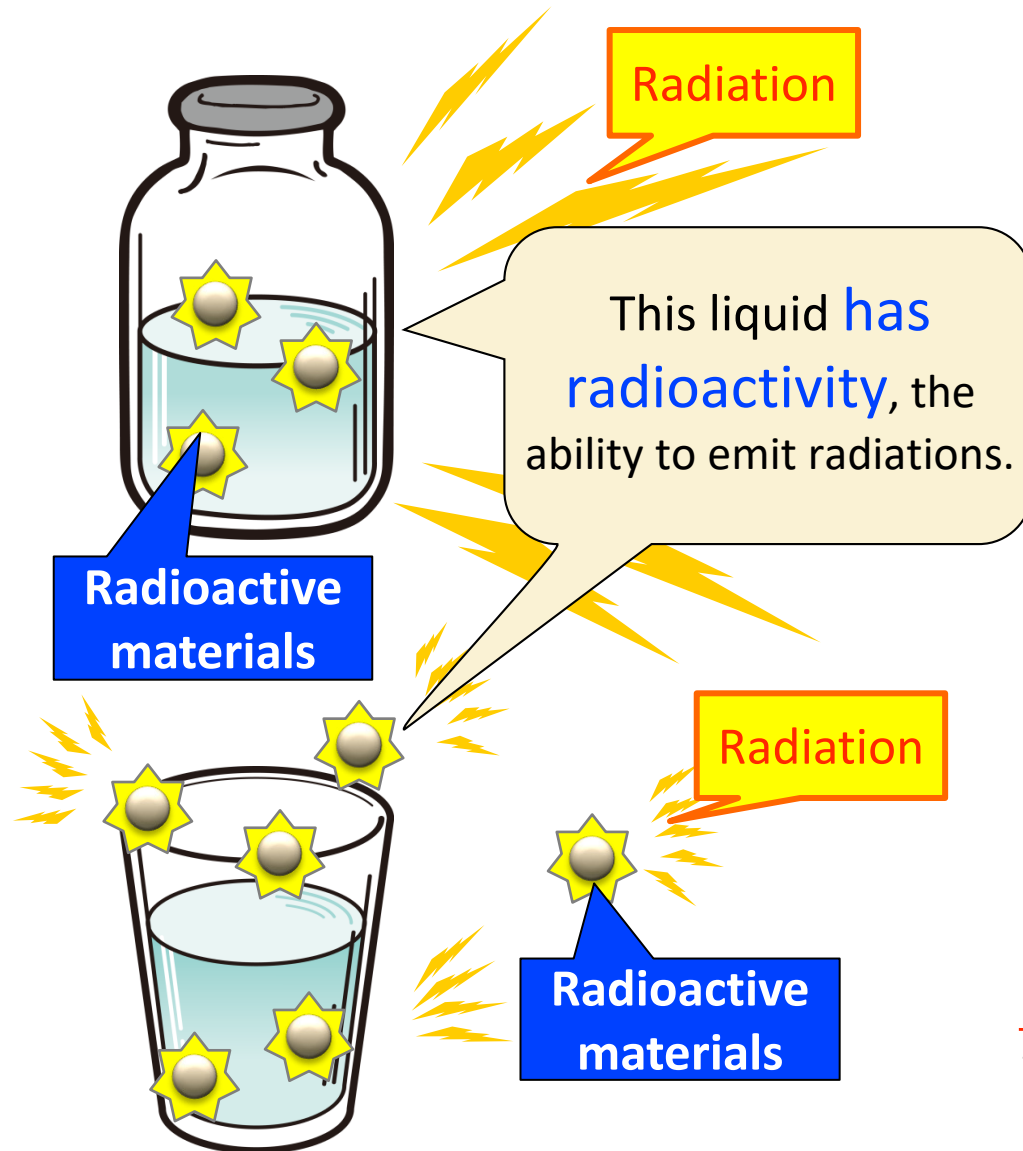 Radiation
This liquid has
radioactivity, the
ability to emit radiations.
Radioactive
materials
Radiation
Radioactive
materials